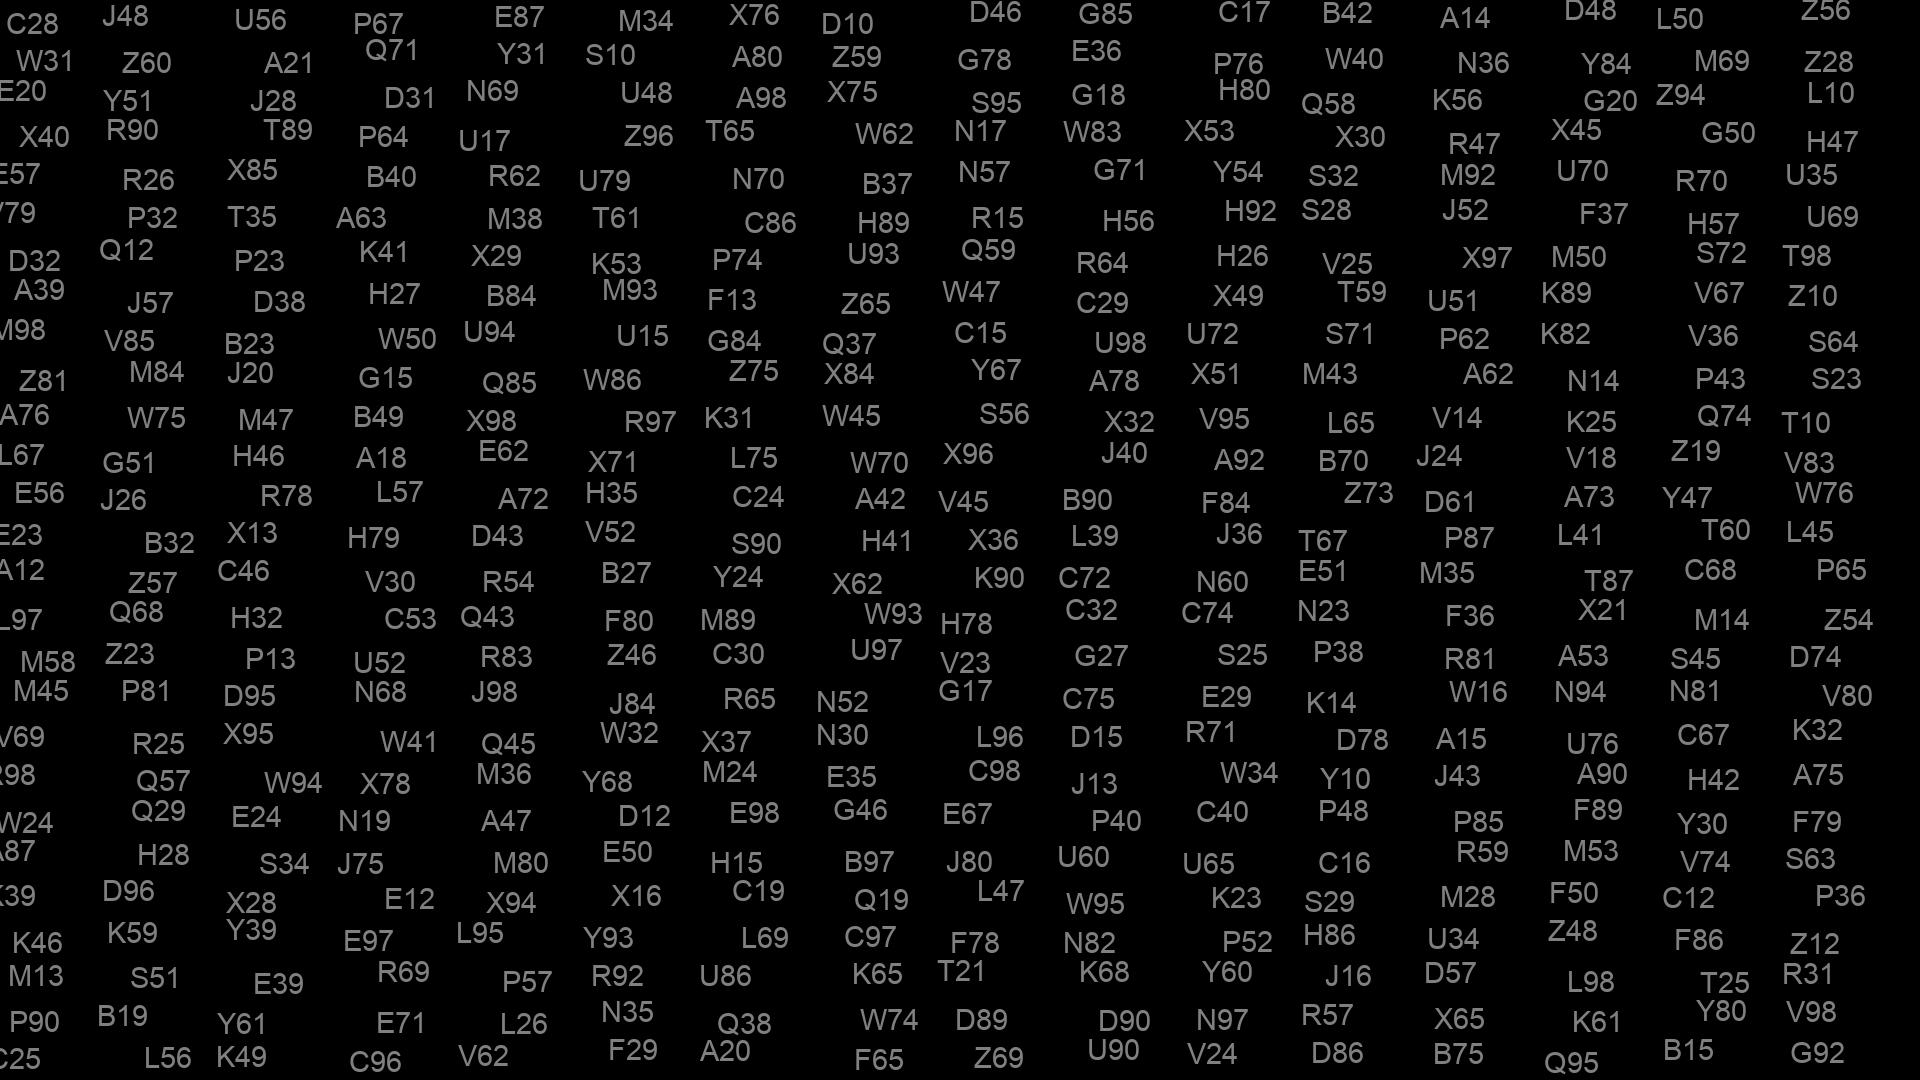 C28 J48 U56 P67 E87 M34 X76 D10 D46 G85 C17 B42 A14 D48 L50 Z56
W31 Z60 A21 Q71 Y31 S10 A80 Z59 G78 E36 P76 W40 N36 Y84 M69 Z28
E20 Y51 J28 D31 N69 U48 A98 X75 S95 G18 H80 Q58 K56 G20 Z94 L10
X40 R90 T89 P64 U17 Z96 T65 W62 N17 W83 X53 X30 R47 X45 G50 H47
E57 R26 X85 B40 R62 U79 N70 B37 N57 G71 Y54 S32 M92 U70 R70 U35
P32 T35 A63 M38 T61 C86 H89 R15 H56 H92 S28 J52 F37 H57 U69
D32 Q12 P23 K41 X29 K53 P74 U93 Q59 R64 H26 V25 X97 M50 S72 T98
A39 J57 D38 H27 B84 M93 F13 Z65 W47 C29 X49 T59 U51 K89 V67 Z10
M98 V85 B23 W50 U94 U15 G84 Q37 C15 U98 U72 S71 P62 K82 V36 S64
Z81 M84 J20 G15 Q85 W86 Z75 X84 Y67 A78 X51 M43 A62 N14 P43 S23
A76 W75 M47 B49 X98 R97 K31 W45 S56 X32 V95 L65 V14 K25 Q74 T10
L67 G51 H46 A18 E62 X71 L75 W70 X96 J40 A92 B70 J24 V18 Z19 V83
E56 J26 R78 L57 A72 H35 C24 A42 V45 B90 F84 Z73 D61 A73 Y47 W76
E23 B32 X13 H79 D43 V52 S90 H41 X36 L39 J36 T67 P87 L41 T60 L45
A12 Z57 C46 V30 R54 B27 Y24 X62 K90 C72 N60 E51 M35 T87 C68 P65
L97 Q68 H32 C53 Q43 F80 M89 W93 H78 C32 C74 N23 F36 X21 M14 Z54
M58 Z23 P13 U52 R83 Z46 C30 U97 V23 G27 S25 P38 R81 A53 S45 D74
M45 P81 D95 N68 J98 J84 R65 N52 G17 C75 E29 K14 W16 N94 N81 V80
V69 R25 X95 W41 Q45 W32 X37 N30 L96 D15 R71 D78 A15 U76 C67 K32
R98 Q57 W94 X78 M36 Y68 M24 E35 C98 J13 W34 Y10 J43 A90 H42 A75
W24 Q29 E24 N19 A47 D12 E98 G46 E67 P40 C40 P48 P85 F89 Y30 F79
A87 H28 S34 J75 M80 E50 H15 B97 J80 U60 U65 C16 R59 M53 V74 S63
K39 D96 X28 E12 X94 X16 C19 Q19 L47 W95 K23 S29 M28 F50 C12 P36
K46 K59 Y39 E97 L95 Y93 L69 C97 F78 N82 P52 H86 U34 Z48 F86 Z12
M13 S51 E39 R69 P57 R92 U86 K65 T21 K68 Y60 J16 D57 L98 T25 R31
P90 B19 Y61 E71 L26 N35 Q38 W74 D89 D90 N97 R57 X65 K61 Y80 V98
C25 L56 K49 C96 V62 F29 A20 F65 Z69 U90 V24 D86 B75 Q95 B15 G92